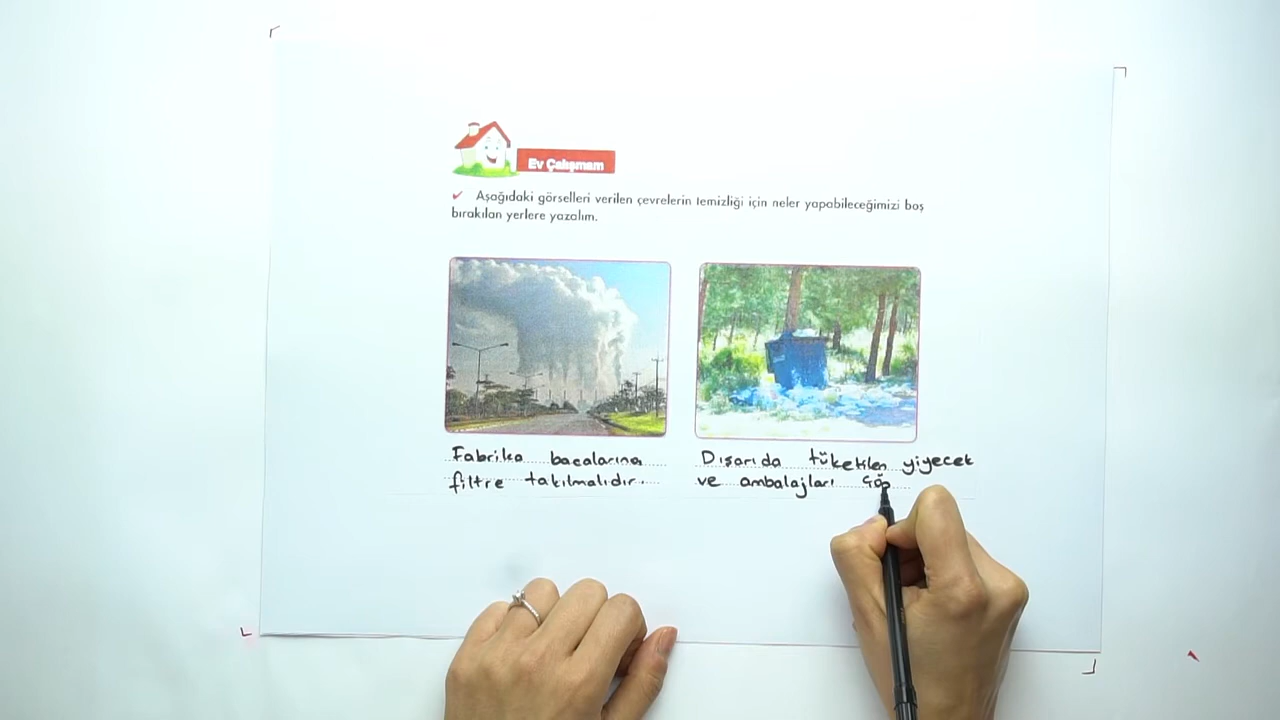 Ev Çalışmam
✔ Aşağıdaki görselleri verilen çevrelerin temizliği için neler yapabileceğimizi boş
bırakılan yerlere yazalım.
Fabrika bacalarına
filtre takılmalıdır.
Dışarıda tüketilen yiyecek
ve ambalajları çöp